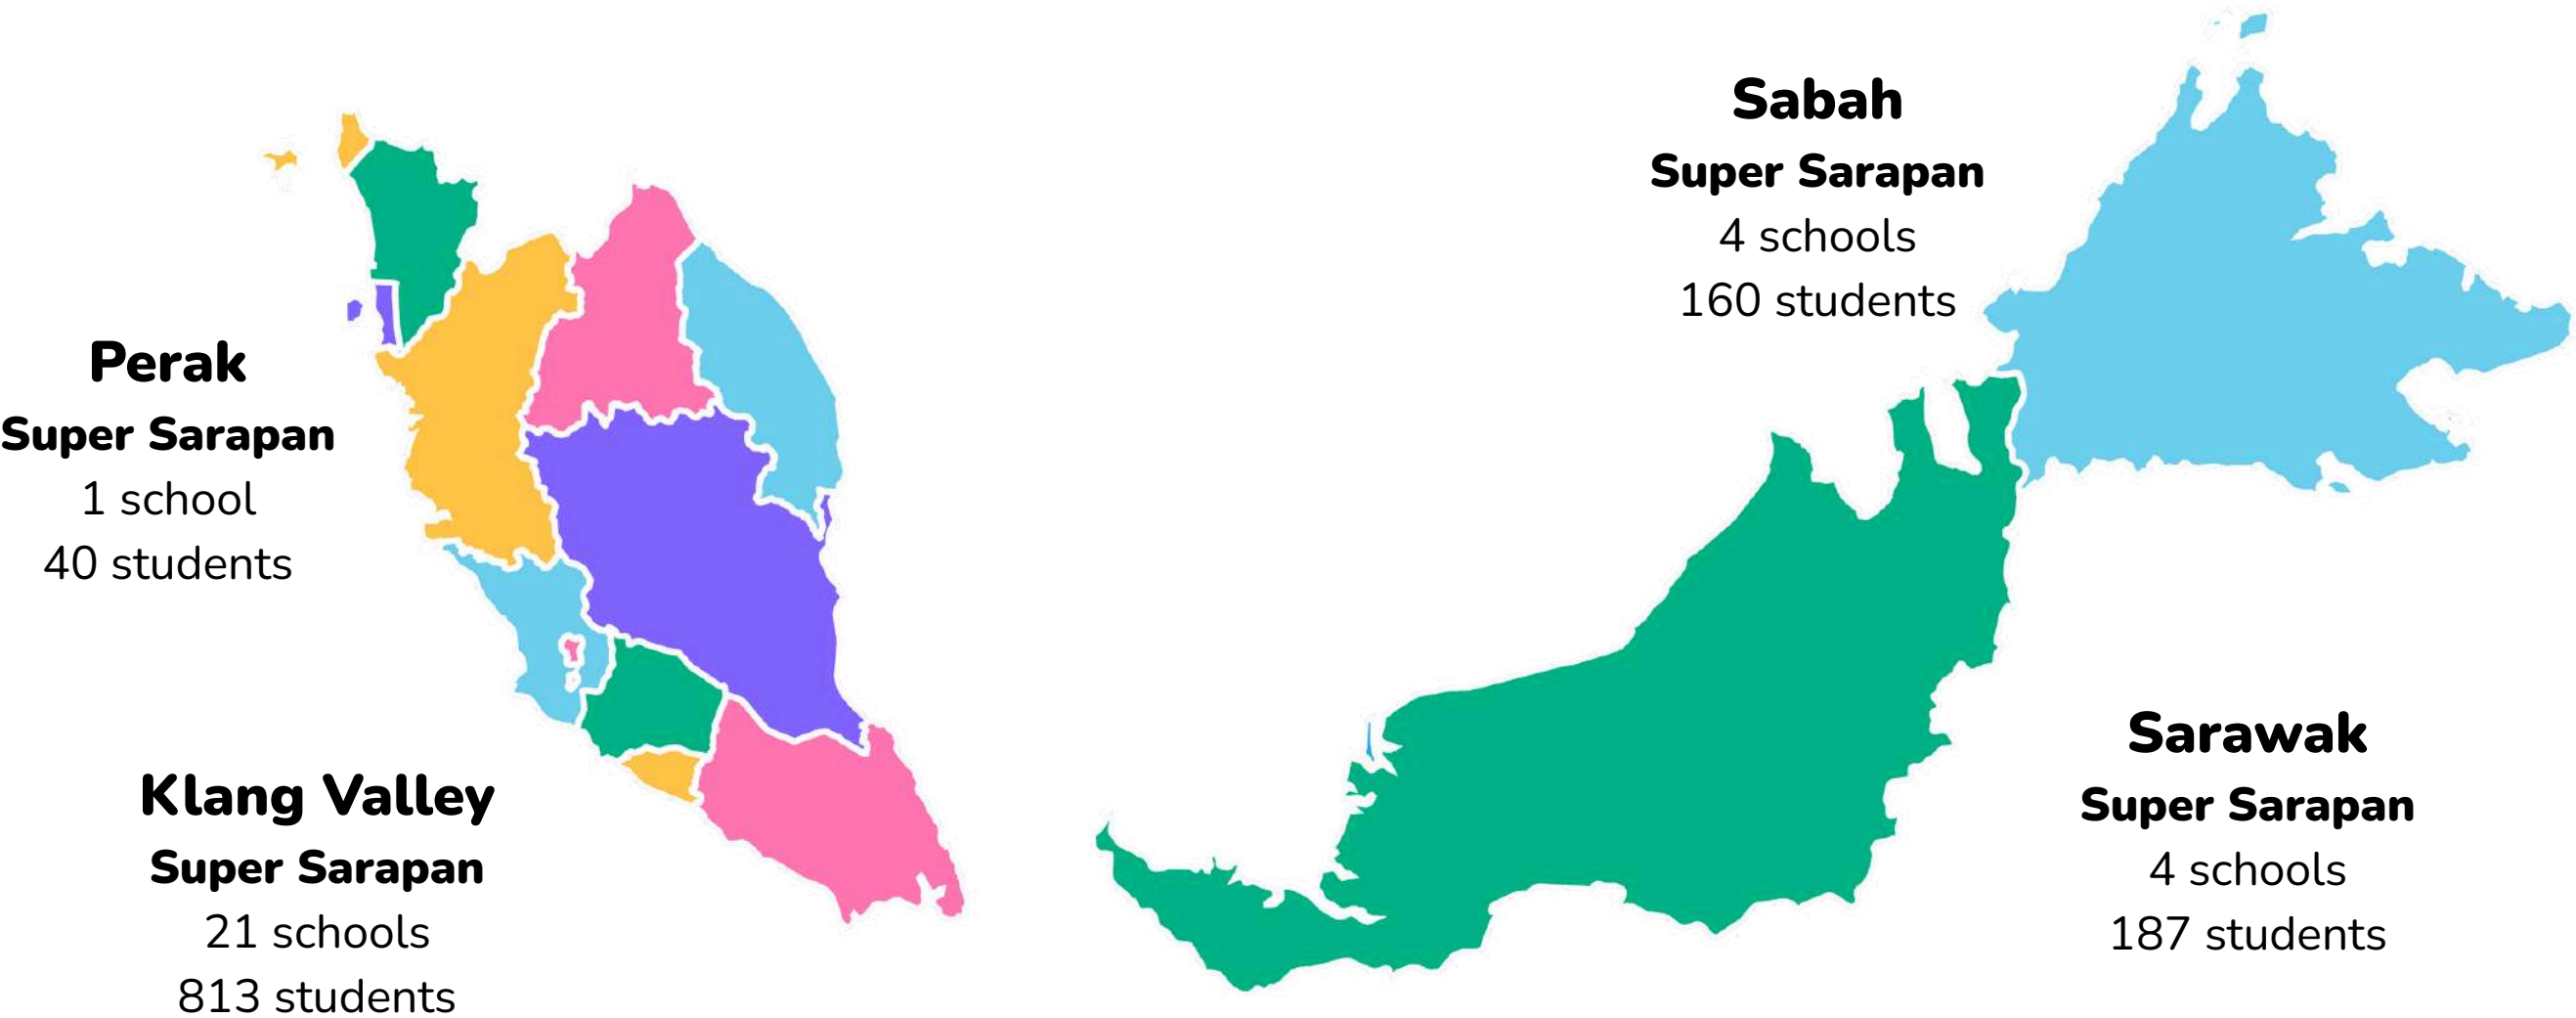 Perak
Super Sarapan
1 school
40 students
Klang Valley
Super Sarapan
21 schools
813 students
Sabah
Super Sarapan
4 schools
160 students
Sarawak
Super Sarapan
4 schools
187 students